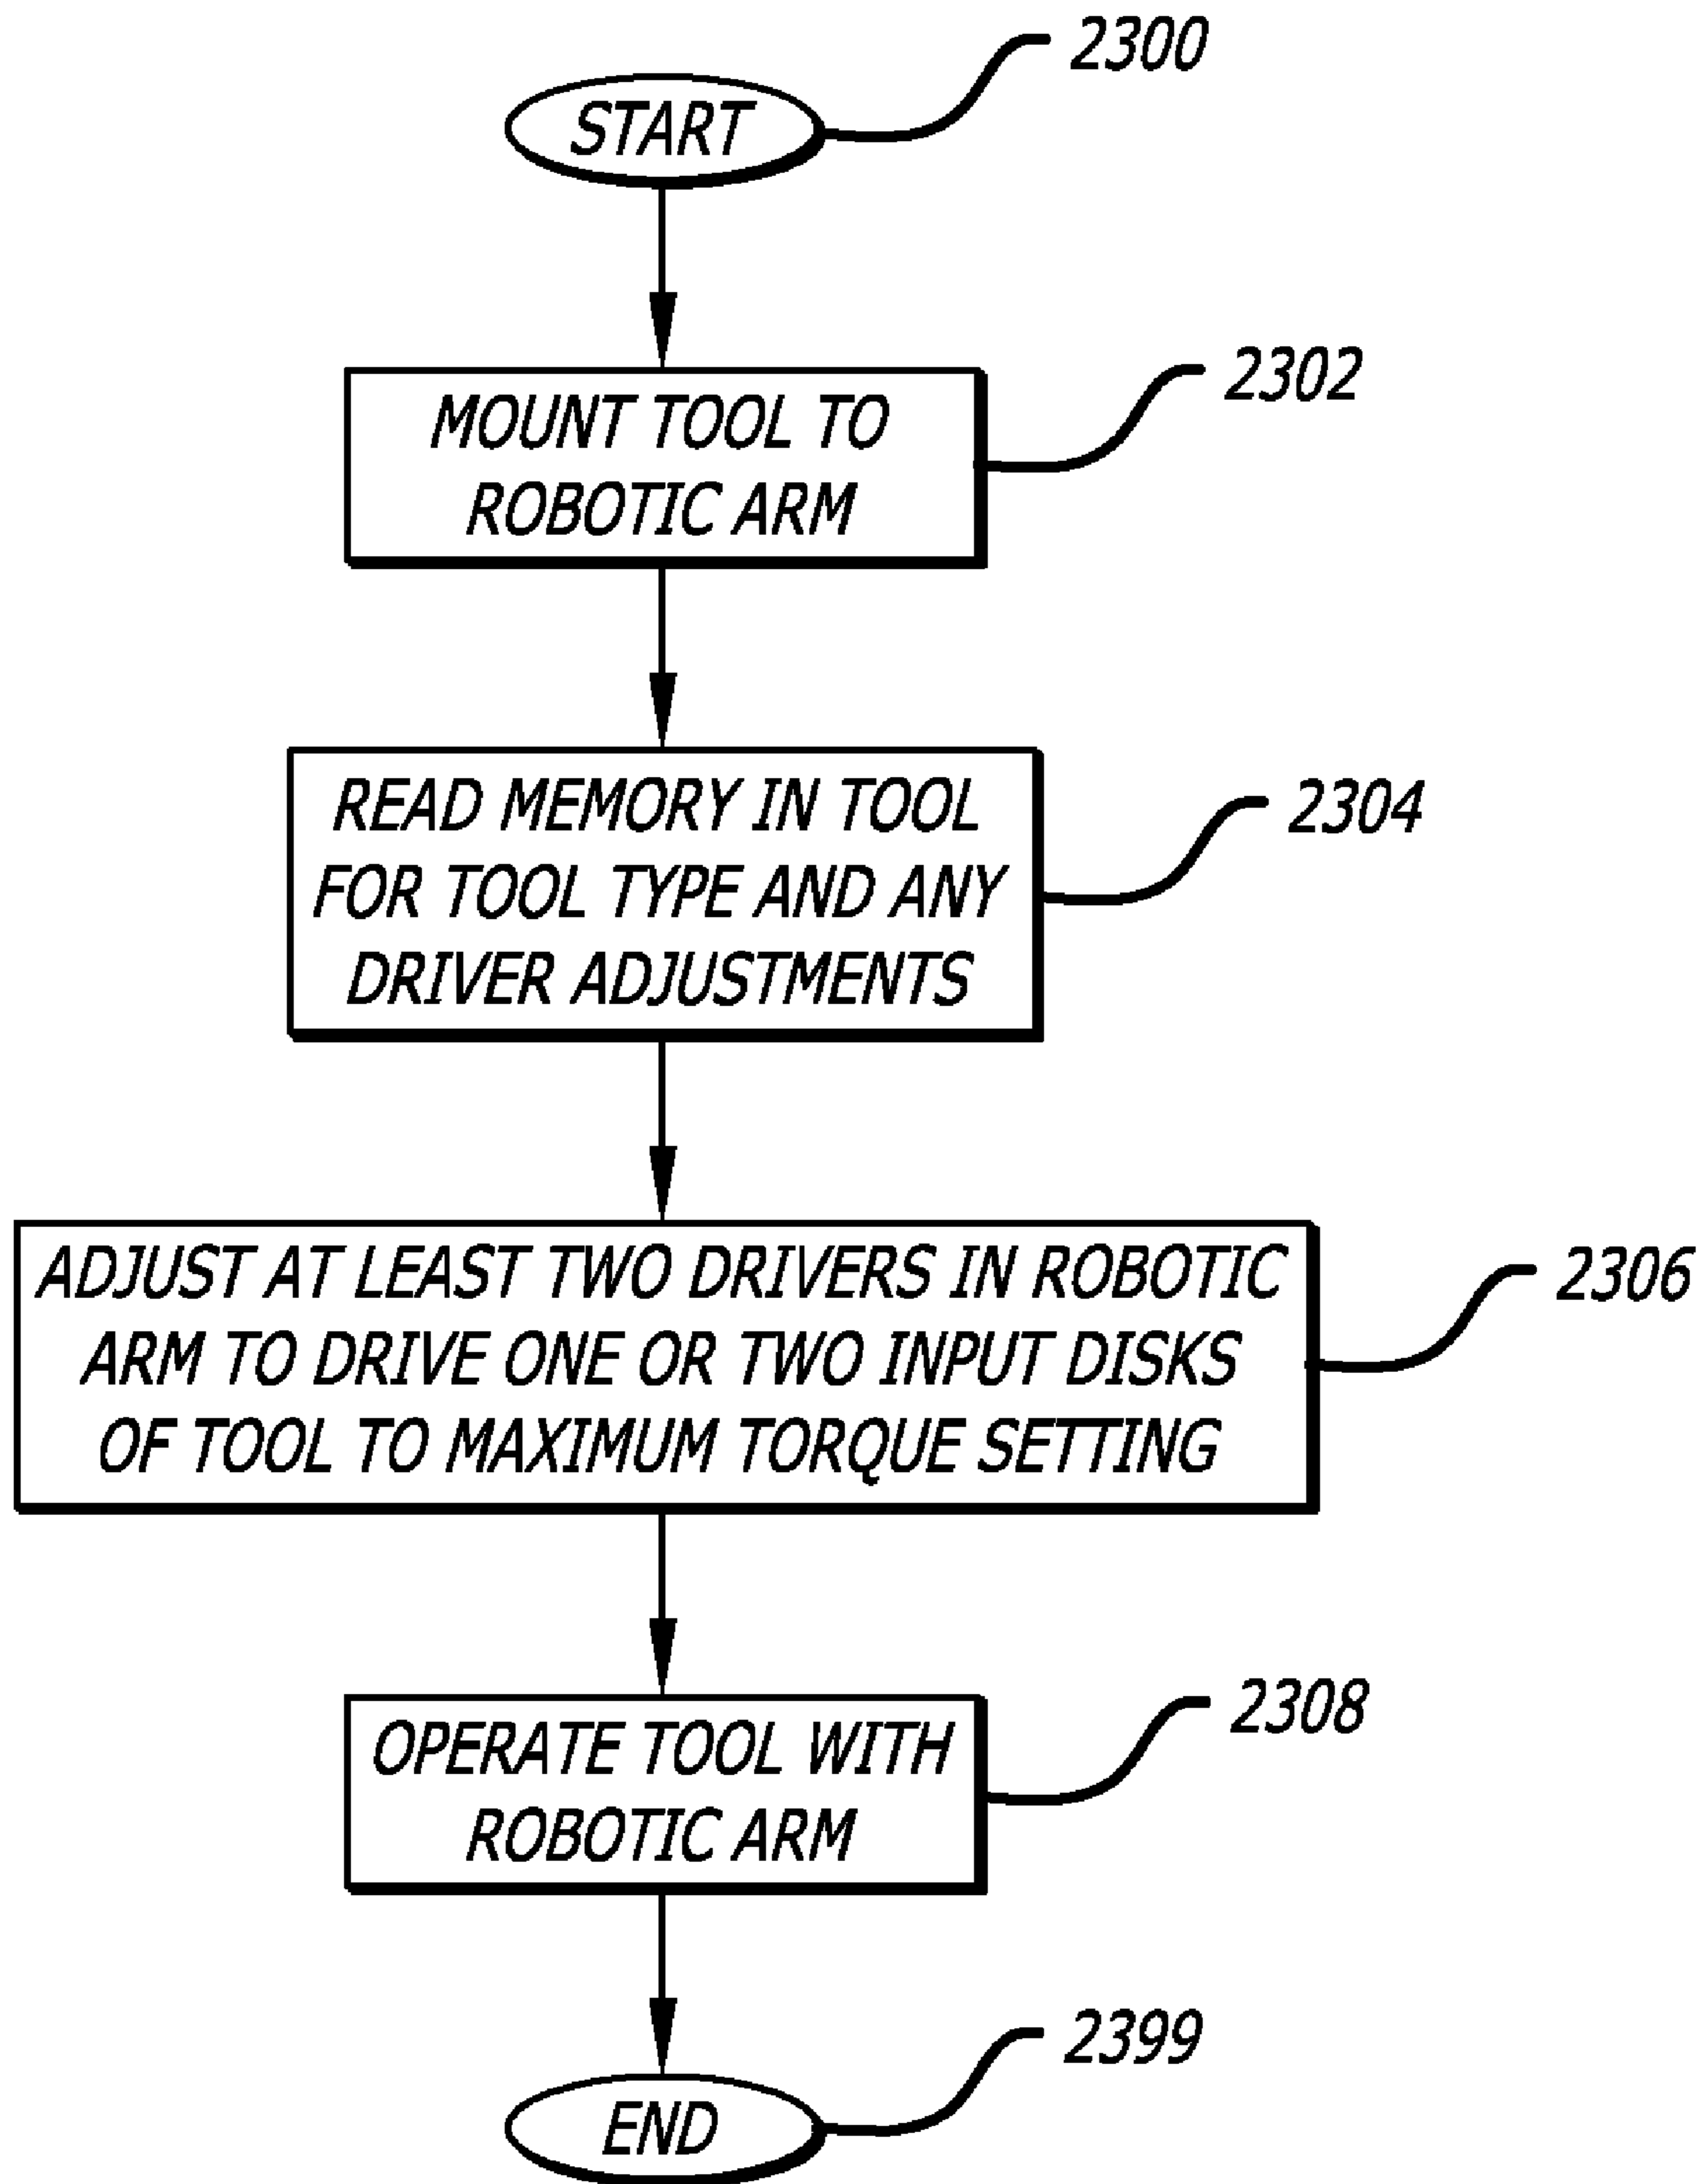 2300
START
2302
MOUNT TOOL TO
ROBOTIC ARM
2304
READ MEMORY IN TOOL
FOR TOOL TYPE AND ANY
DRIVER ADJUSTMENTS
2306
ADJUST AT LEAST TWO DRIVERS IN ROBOTIC
ARM TO DRIVE ONE OR TWO INPUT DISKS
OF TOOL TO MAXIMUM TORQUE SETTING
2308
OPERATE TOOL WITH
ROBOTIC ARM
2399
END